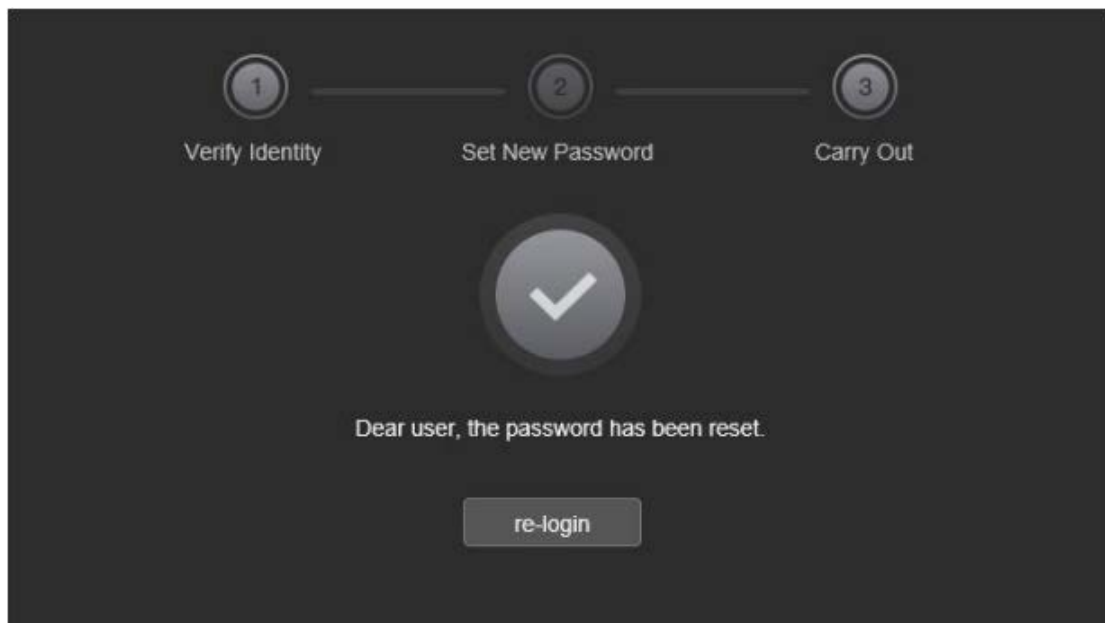 1
2
3
Verify Identity
Set New Password
Carry Out
Dear user, the password has been reset.
re-login